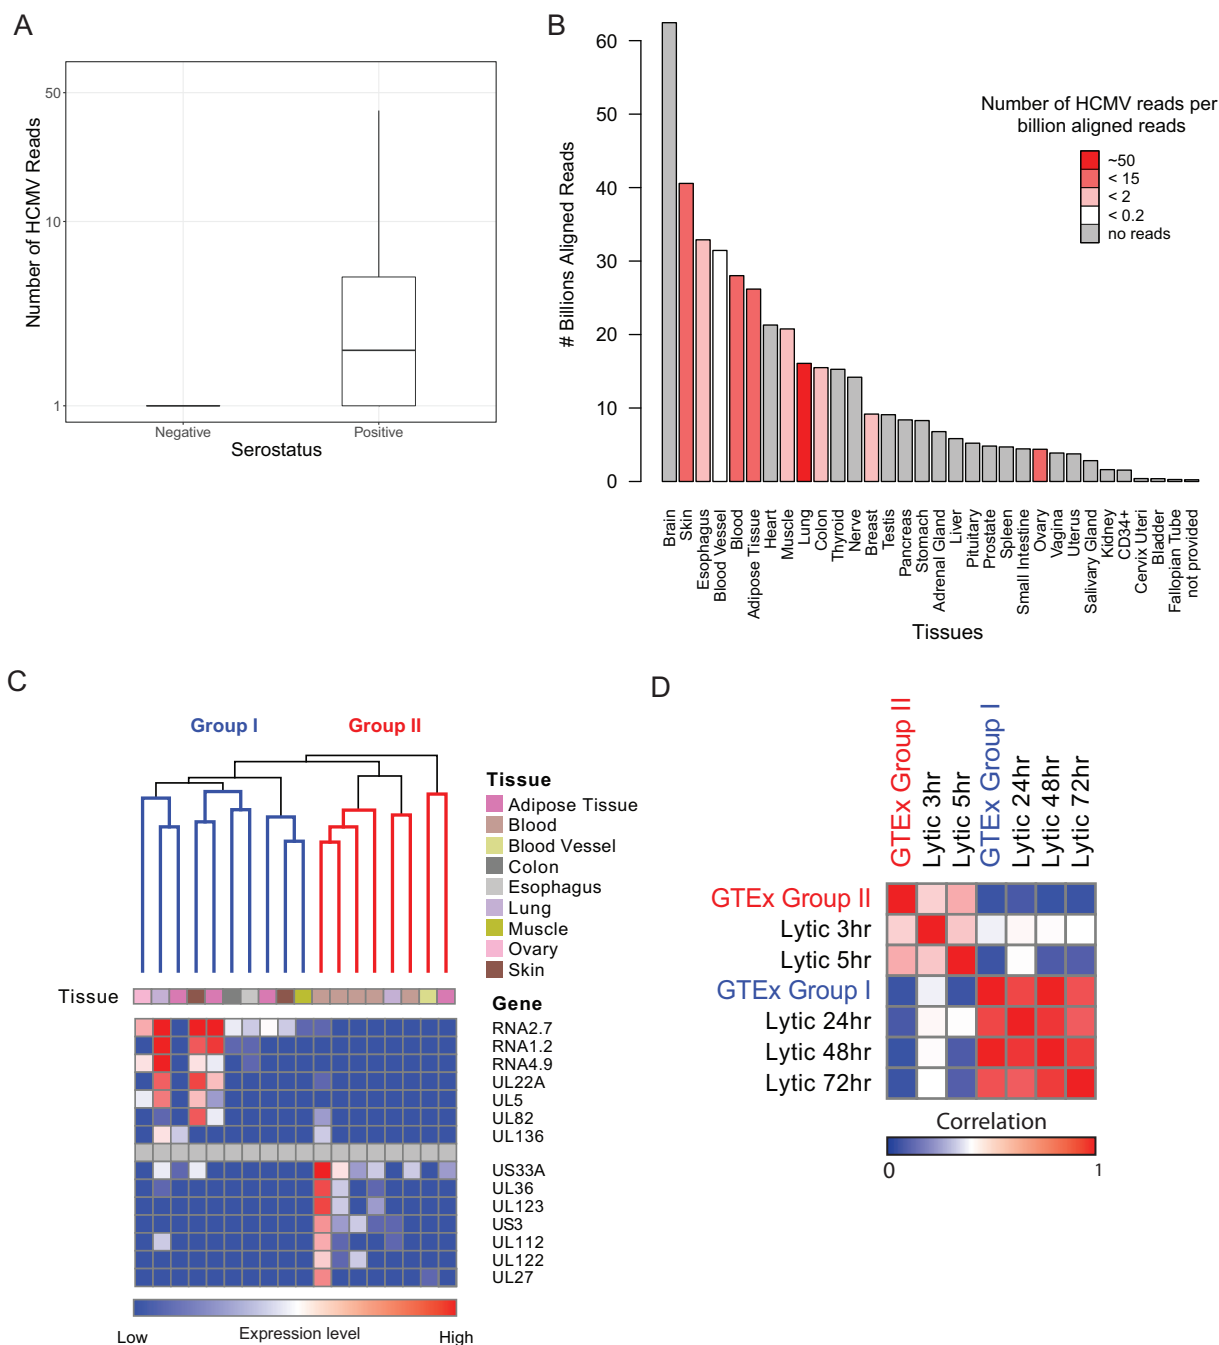 A
50
10
1
Number of HCMV Reads
Negative
Positive
Serostatus
B
60
50
40
30
20
10
0
# Billions Aligned Reads
Number of HCMV reads per
billion aligned reads
~50
< 15
< 2
< 0.2
no reads
Brain
Skin
Esophagus
Blood Vessel
Blood
Adipose Tissue
Heart
Muscle
Lung
Colon
Thyroid
Nerve
Breast
Testis
Pancreas
Stomach
Adrenal Gland
Liver
Pituitary
Prostate
Spleen
Small Intestine
Ovary
Vagina
Uterus
Salivary Gland
Kidney
CD34+
Cervix Uteri
Bladder
Fallopian Tube
not provided
Tissues
C
Group I
Group II
Tissue
Adipose Tissue
Blood
Blood Vessel
Colon
Esophagus
Lung
Muscle
Ovary
Skin
Tissue
Gene
RNA2.7
RNA1.2
RNA4.9
UL22A
UL5
UL82
UL136
US33A
UL36
UL123
US3
UL112
UL122
UL27
Low
Expression level
High
D
GTEx Group II
Lytic 3hr
Lytic 5hr
GTEx Group I
Lytic 24hr
Lytic 48hr
Lytic 72hr
GTEx Group II
Lytic 3hr
Lytic 5hr
GTEx Group I
Lytic 24hr
Lytic 48hr
Lytic 72hr
Correlation
0
1